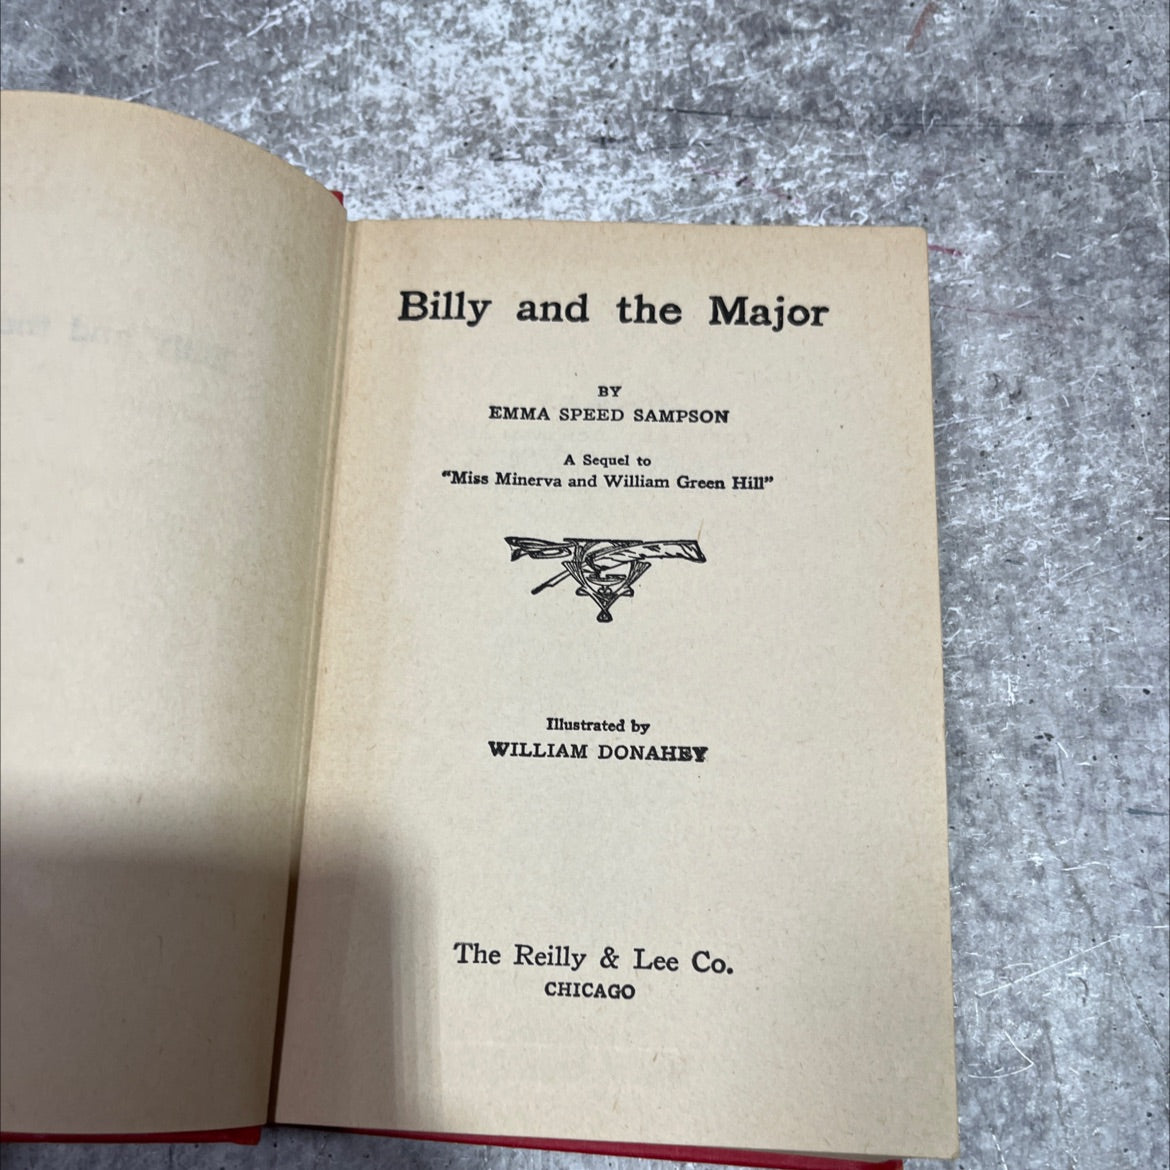 Billy and the Major
BY
EMMA SPEED SAMPSON
A Sequel to
"Miss Minerva and William Green Hill"
Illustrated by
WILLIAM DONAHEY
The Reilly & Lee Co.
CHICAGO